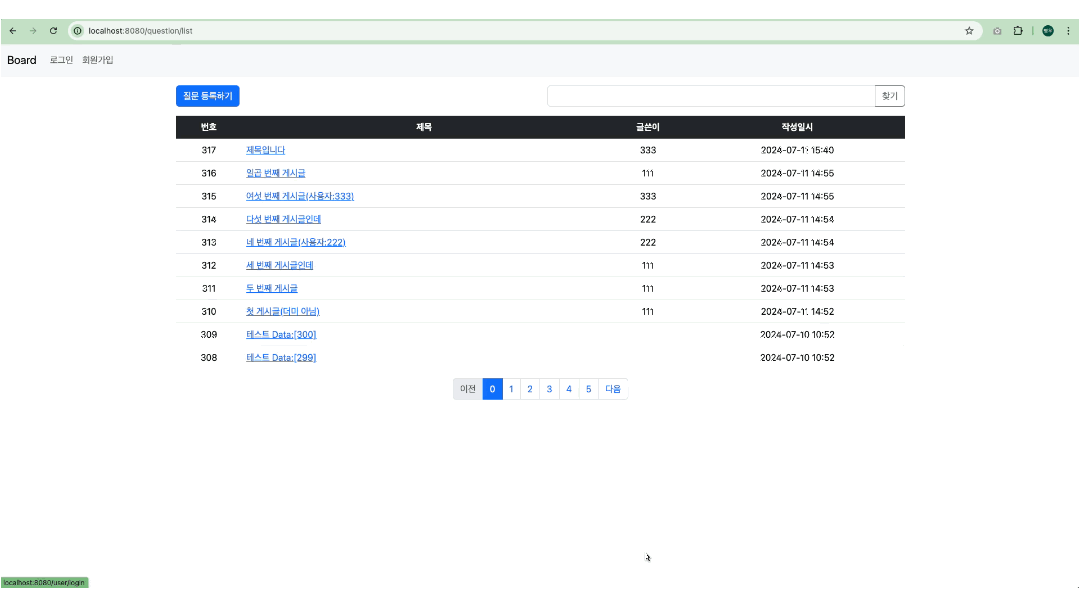 localhost:8080/question/list
Board 로그인 회원가입
질문 등록하기 찾기
번호 제목 글쓴이 작성일시
317 제목입니다 333 2024-07-11 15:40
316 일곱 번째 게시글 111 2024-07-11 14:55
315 여섯 번째 게시글(사용자:333) 333 2024-07-11 14:55
314 다섯 번째 게시글인데 222 2024-07-11 14:54
313 네 번째 게시글(사용자:222) 222 2024-07-11 14:54
312 세 번째 게시글인데 111 2024-07-11 14:53
311 두 번째 게시글 111 2024-07-11 14:53
310 첫 게시글(더미 아님) 111 2024-07-11 14:52
309 테스트 Data:[300] 2024-07-10 10:52
308 테스트 Data:[299] 2024-07-10 10:52
이전 0 1 2 3 4 5 다음
localhost:8080/user/login